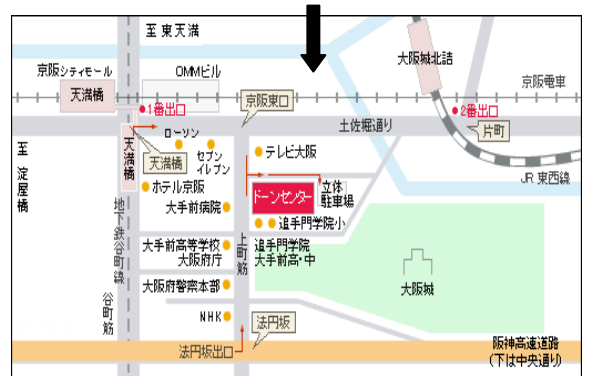 至 東天満
京阪シティモール
OMMビル
大阪城北詰
天満橋
京阪電車
1番出口
京阪東口
2番出口
土佐堀通り
片町
ローソン
天満橋
天満橋
セブン
イレブン
テレビ大阪
至 淀屋橋
JR 東西線
ホテル京阪
ドーンセンター
立体
駐車場
大手前病院
追手門学院小
地下鉄谷町線
上町筋
大手前高等学校
大阪府庁
追手門学院
大手前高・中
大阪府警察本部
大阪城
谷町筋
NHK
法円坂
法円坂出口
阪神高速道路
(下は中央通り)